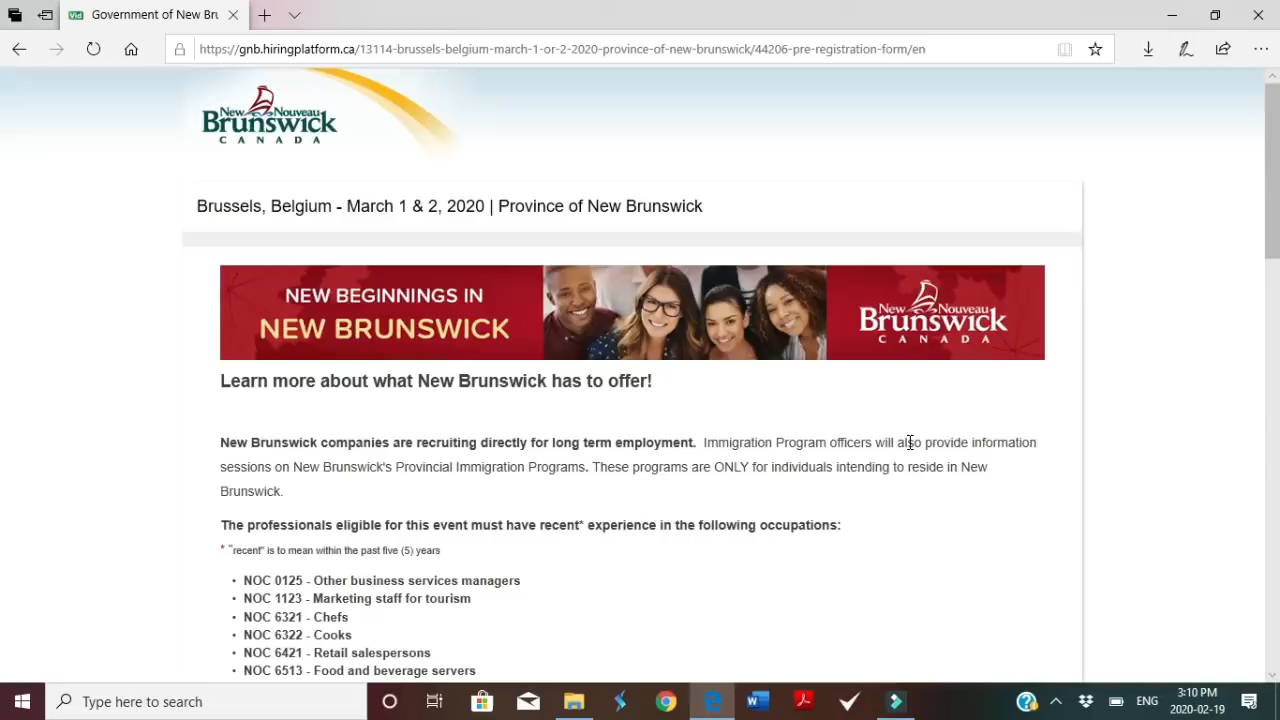 Government of New Brun
https://gnb.hiringplatform.ca/13114-brussels-belgium-march-1-or-2-2020-province-of-new-brunswick/44206-pre-registration-form/en
New Nouveau
Brunswick
CANADA
Brussels, Belgium - March 1 & 2, 2020 | Province of New Brunswick
NEW BEGINNINGS IN
NEW BRUNSWICK
New Nouveau
Brunswick
CANADA
Learn more about what New Brunswick has to offer!
New Brunswick companies are recruiting directly for long term employment. Immigration Program officers will also provide information
sessions on New Brunswick's Provincial Immigration Programs. These programs are ONLY for individuals intending to reside in New
Brunswick.
The professionals eligible for this event must have recent* experience in the following occupations:
* "recent" is to mean within the past five (5) years
• NOC 0125 - Other business services managers
• NOC 1123 - Marketing staff for tourism
• NOC 6321 - Chefs
• NOC 6322 - Cooks
• NOC 6421 - Retail salespersons
• NOC 6513 - Food and beverage servers
Type here to search
ENG
3:10 PM
2020-02-19